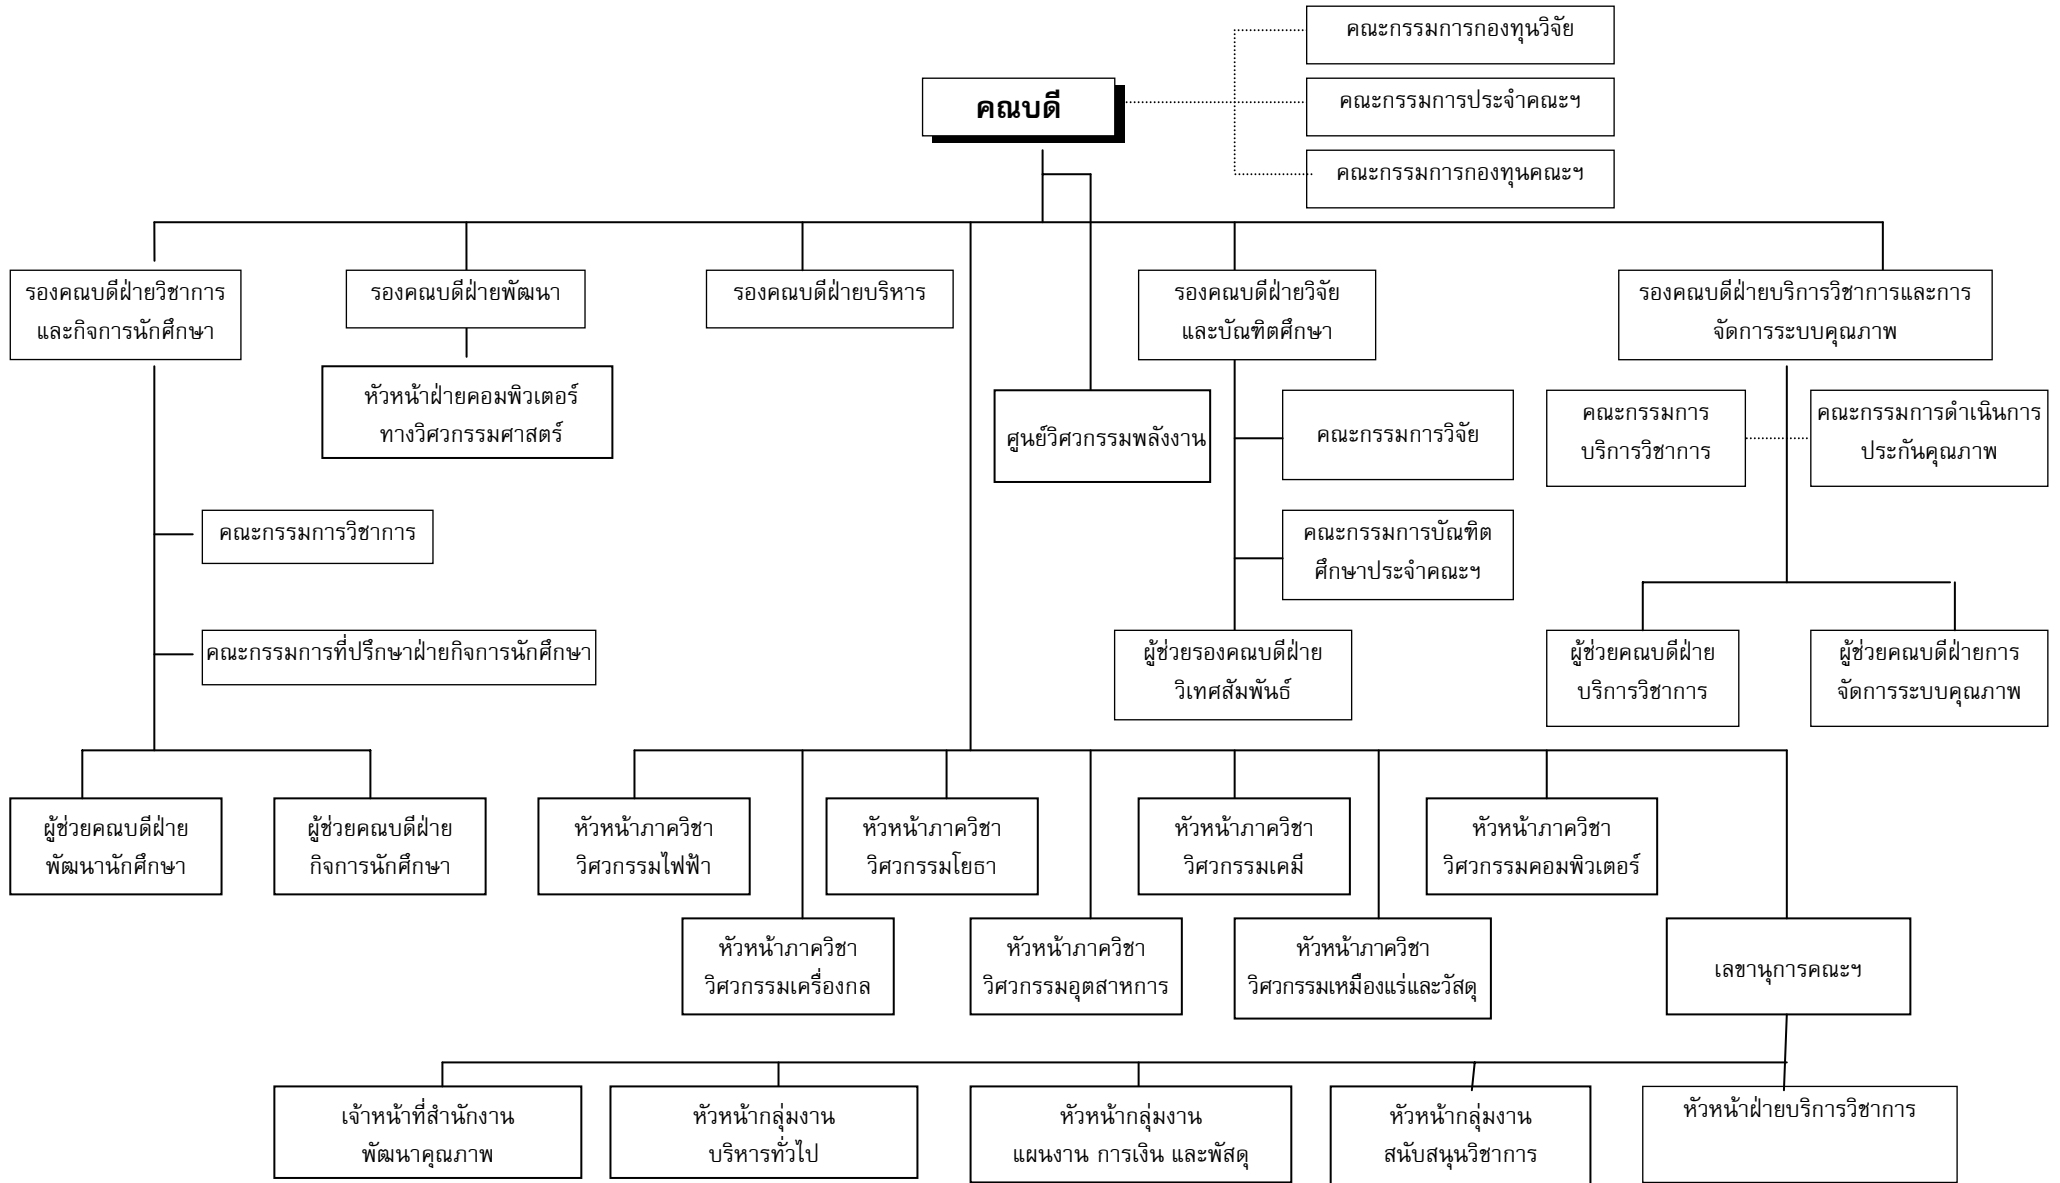 คณะกรรมการกองทุนวิจัย
คณบดี
คณะกรรมการประจำคณะฯ
คณะกรรมการกองทุนคณะฯ
รองคณบดีฝ่ายวิชาการ
และกิจการนักศึกษา
รองคณบดีฝ่ายพัฒนา
รองคณบดีฝ่ายบริหาร
รองคณบดีฝ่ายวิจัย
และบัณฑิตศึกษา
รองคณบดีฝ่ายบริการวิชาการและการ
จัดการระบบคุณภาพ
หัวหน้าฝ่ายคอมพิวเตอร์
ทางวิศวกรรมศาสตร์
ศูนย์วิศวกรรมพลังงาน
คณะกรรมการวิจัย
คณะกรรมการ
บริการวิชาการ
คณะกรรมการดำเนินการ
ประกันคุณภาพ
คณะกรรมการวิชาการ
คณะกรรมการบัณฑิต
ศึกษาประจำคณะฯ
คณะกรรมการที่ปรึกษาฝ่ายกิจการนักศึกษา
ผู้ช่วยรองคณบดีฝ่าย
วิเทศสัมพันธ์
ผู้ช่วยคณบดีฝ่าย
บริการวิชาการ
ผู้ช่วยคณบดีฝ่ายการ
จัดการระบบคุณภาพ
ผู้ช่วยคณบดีฝ่าย
พัฒนานักศึกษา
ผู้ช่วยคณบดีฝ่าย
กิจการนักศึกษา
หัวหน้าภาควิชา
วิศวกรรมไฟฟ้า
หัวหน้าภาควิชา
วิศวกรรมโยธา
หัวหน้าภาควิชา
วิศวกรรมเคมี
หัวหน้าภาควิชา
วิศวกรรมคอมพิวเตอร์
หัวหน้าภาควิชา
วิศวกรรมเครื่องกล
หัวหน้าภาควิชา
วิศวกรรมอุตสาหการ
หัวหน้าภาควิชา
วิศวกรรมเหมืองแร่และวัสดุ
เลขานุการคณะฯ
เจ้าหน้าที่สำนักงาน
พัฒนาคุณภาพ
หัวหน้ากลุ่มงาน
บริหารทั่วไป
หัวหน้ากลุ่มงาน
แผนงาน การเงิน และพัสดุ
หัวหน้ากลุ่มงาน
สนับสนุนวิชาการ
หัวหน้าฝ่ายบริการวิชาการ